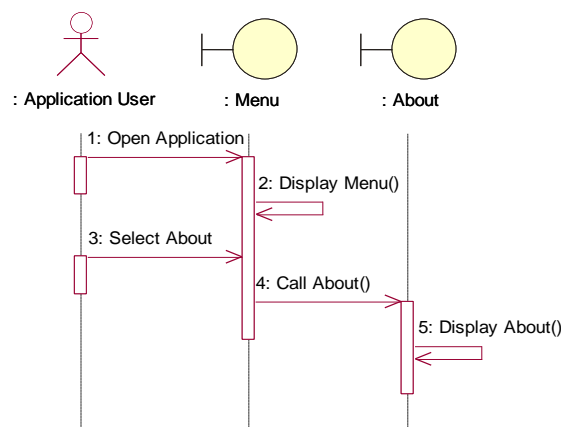 : Application User
: Menu
: About
1: Open Application
2: Display Menu()
3: Select About
4: Call About()
5: Display About()